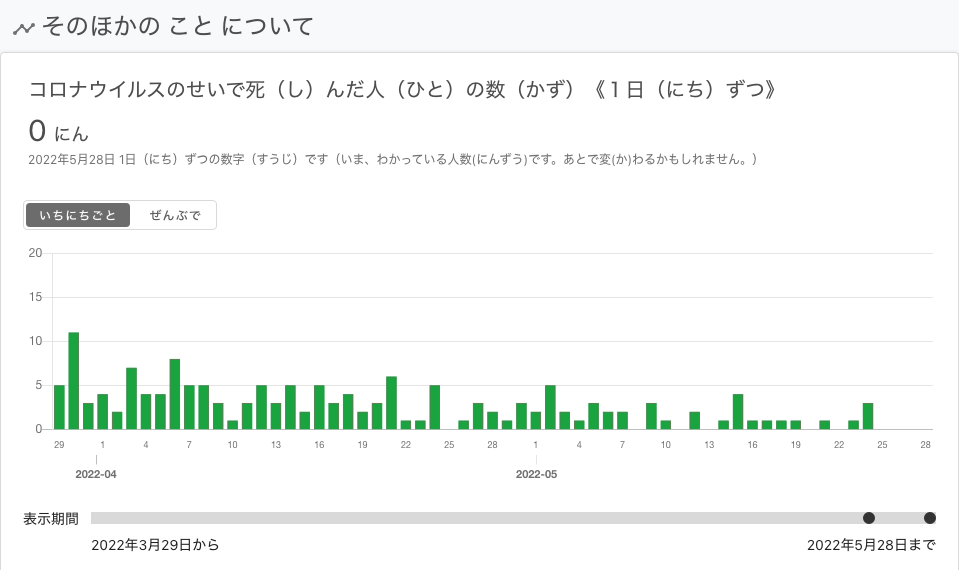 そのほかの こと について
コロナウイルスのせいで死（し）んだ人（ひと）の数（かず）《１日（にち）ずつ》
0 にん
2022年5月28日 1日（にち）ずつの数字（すうじ）です（いま、わかっている人数(にんずう)です。あとで変(か)わるかもしれません。）
いちにちごと ぜんぶで
20
15
10
5
0
29 1 4 7 10 13 16 19 22 25 28 1 4 7 10 13 16 19 22 25 28
2022-04 2022-05
表示期間
2022年3月29日から 2022年5月28日まで